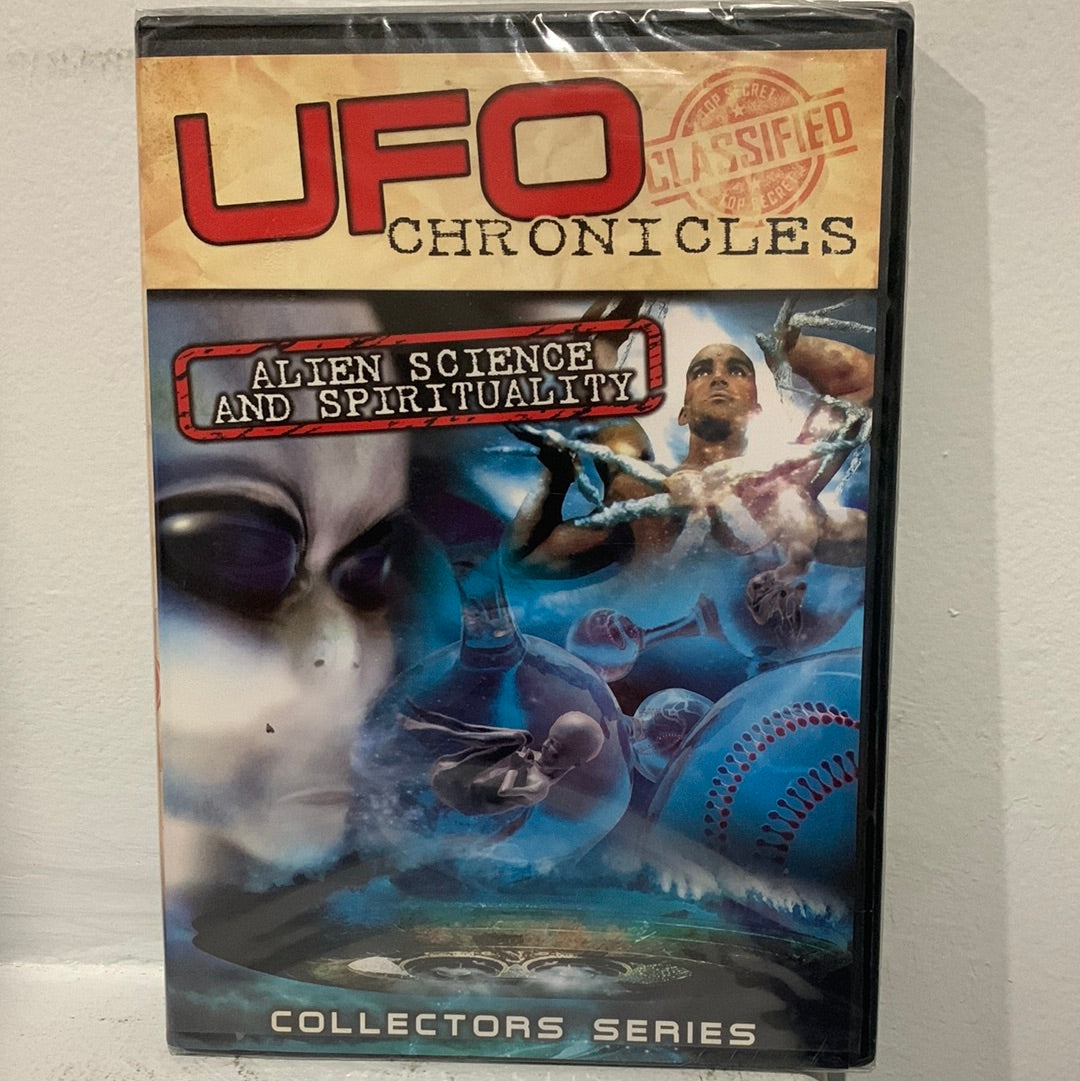 UFO
TOP SECRET
CLASSIFIED
TOP SECRET
CHRONICLES
ALIEN SCIENCE
AND SPIRITUALITY
COLLECTORS SERIES